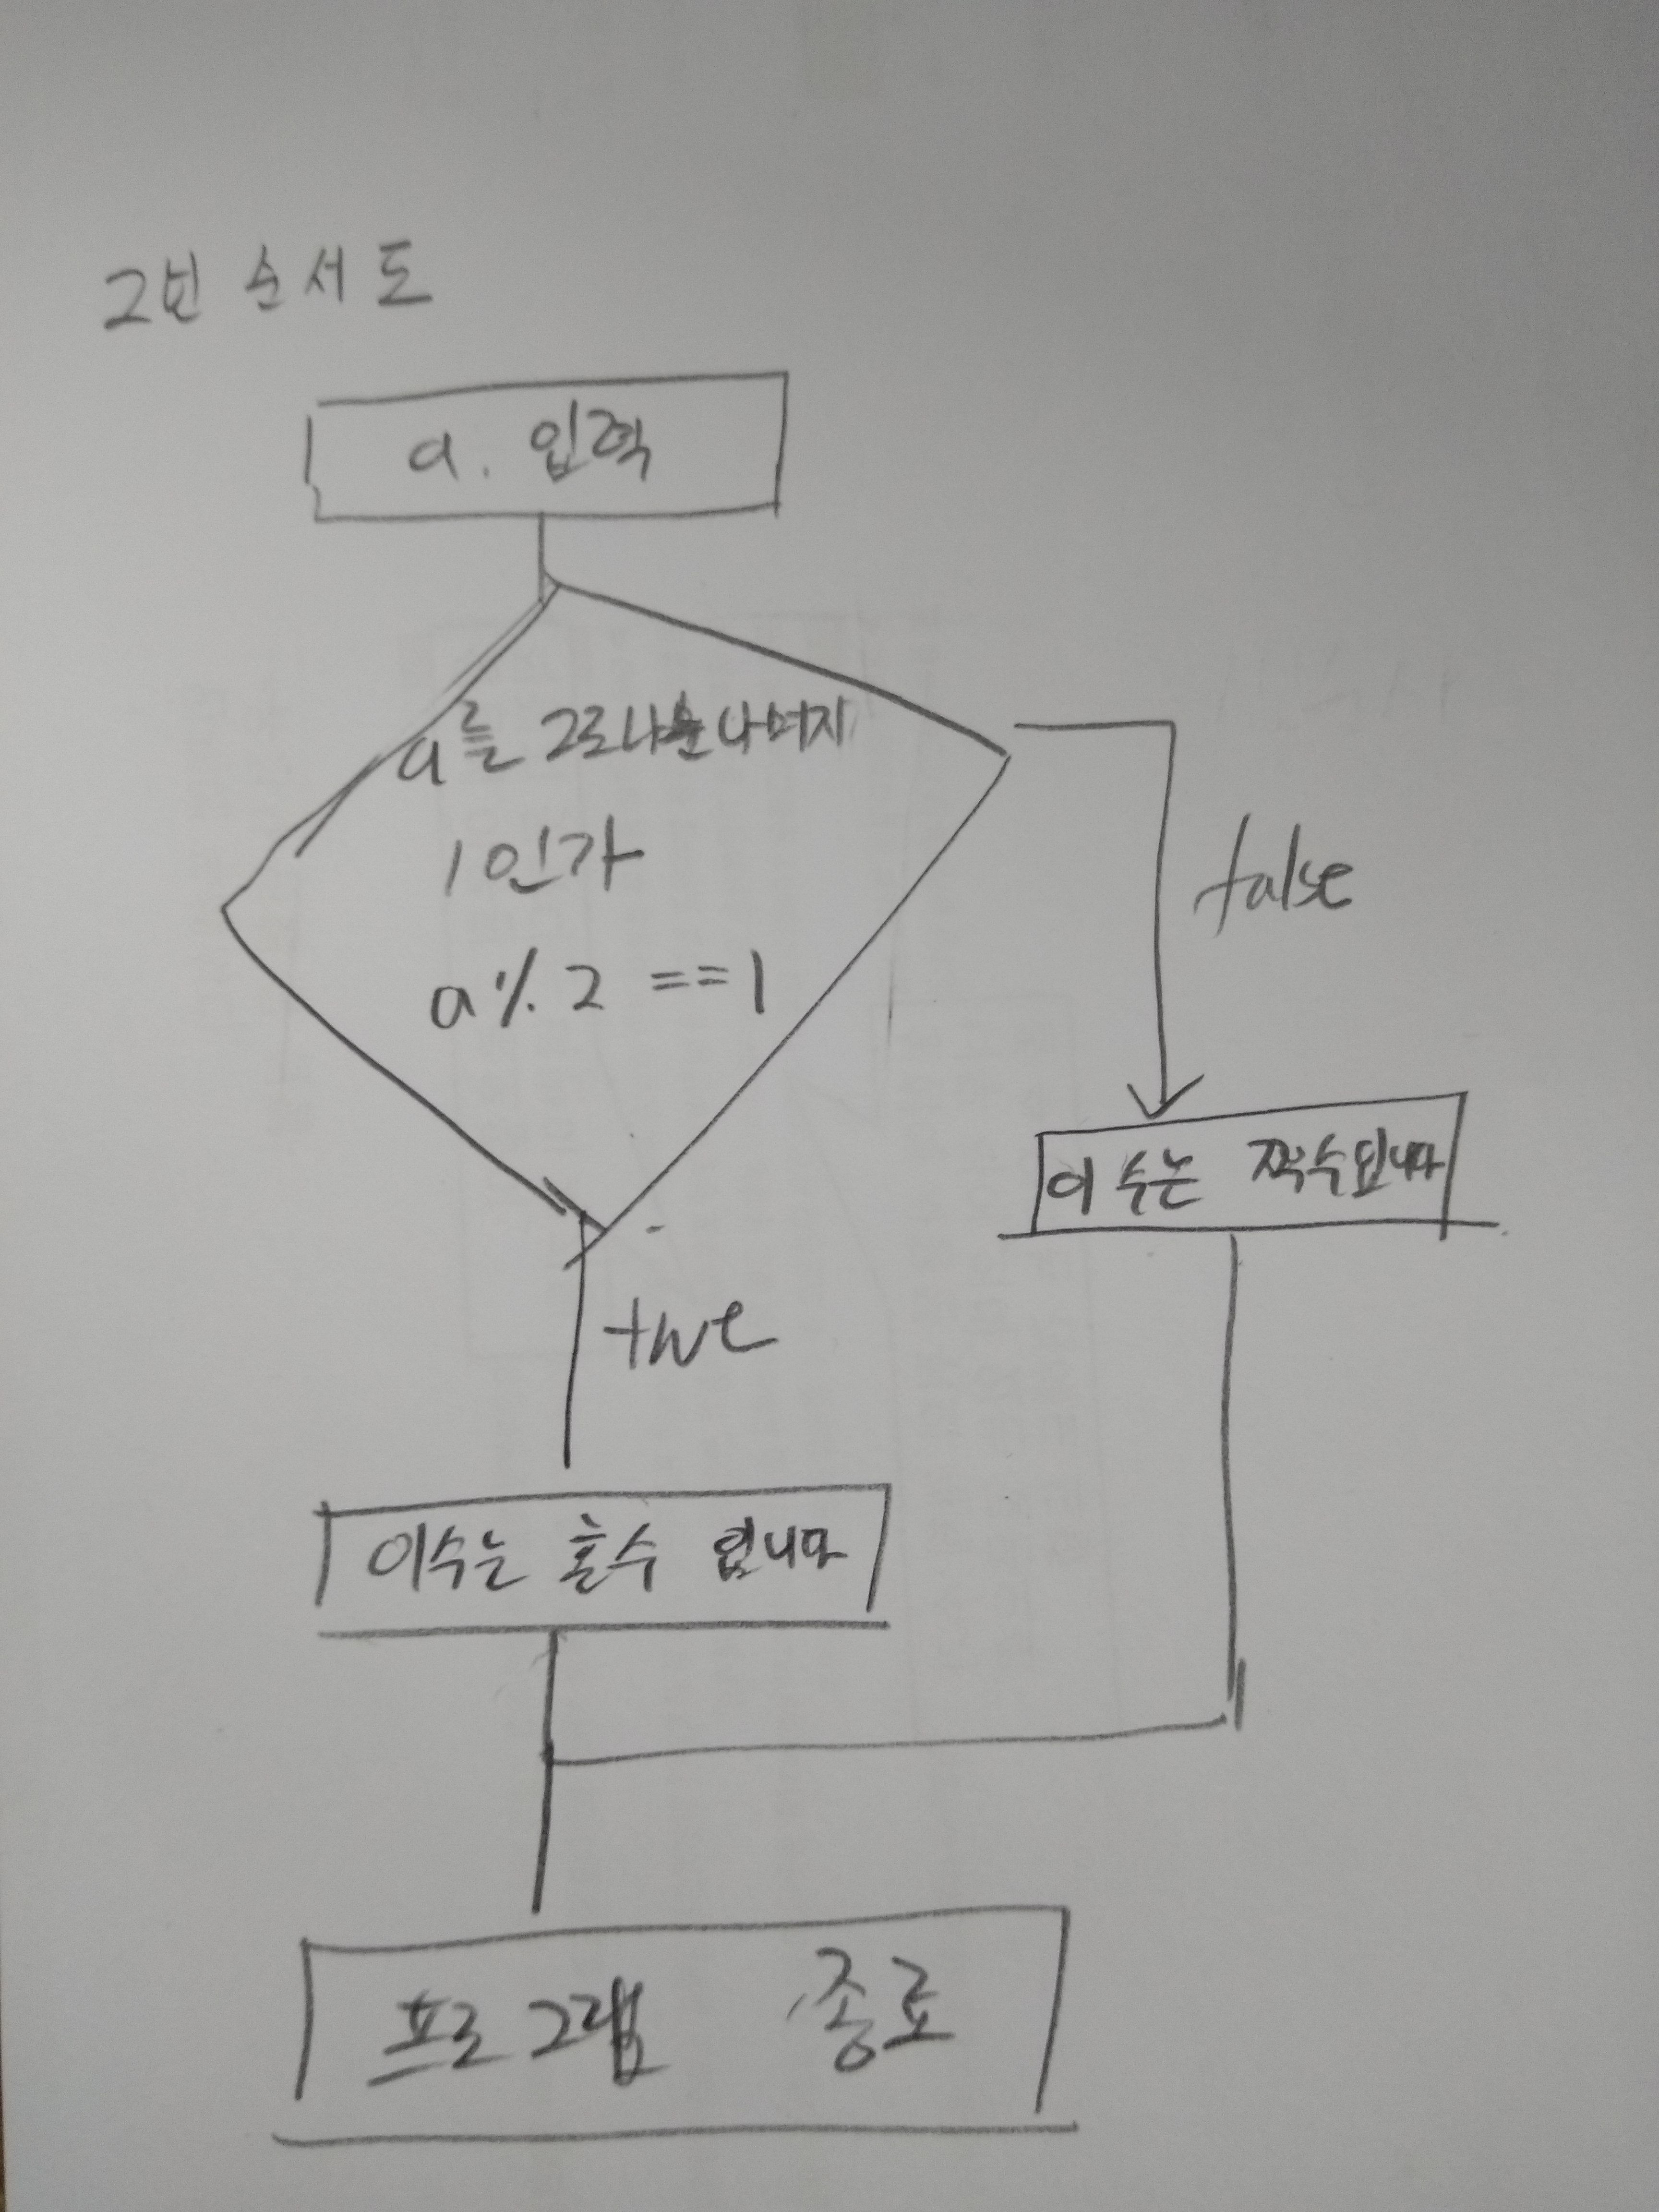 2번 순서도
a. 입력
a를 2로 나눈 나머지
1인가
a % 2 == 1
false
이 수는 짝수입니다
true
이수는 홀수 입니다
프로그램 종료